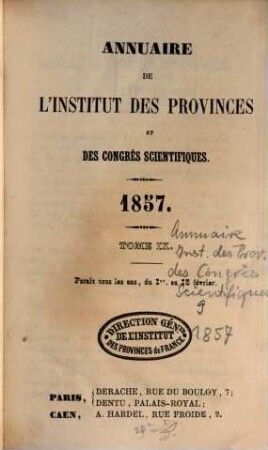 ANNUAIRE
DE
L'INSTITUT DES PROVINCES
ET
DES CONGRÈS SCIENTIFIQUES.
1857.
TOME IX.
Paraît tous les ans, du 1er. au 15 février.
Annuaire
Inst. des Prov.
des Congrès
Scientifiques
9
1857
DIRECTION GÉNle.
DE L'INSTITUT
DES PROVINCES DE FRANCE
PARIS, {DERACHE, RUE DU BOULOY, 7;
{DENTU, PALAIS-ROYAL;
CAEN, A. HARDEL, RUE FROIDE, 2.